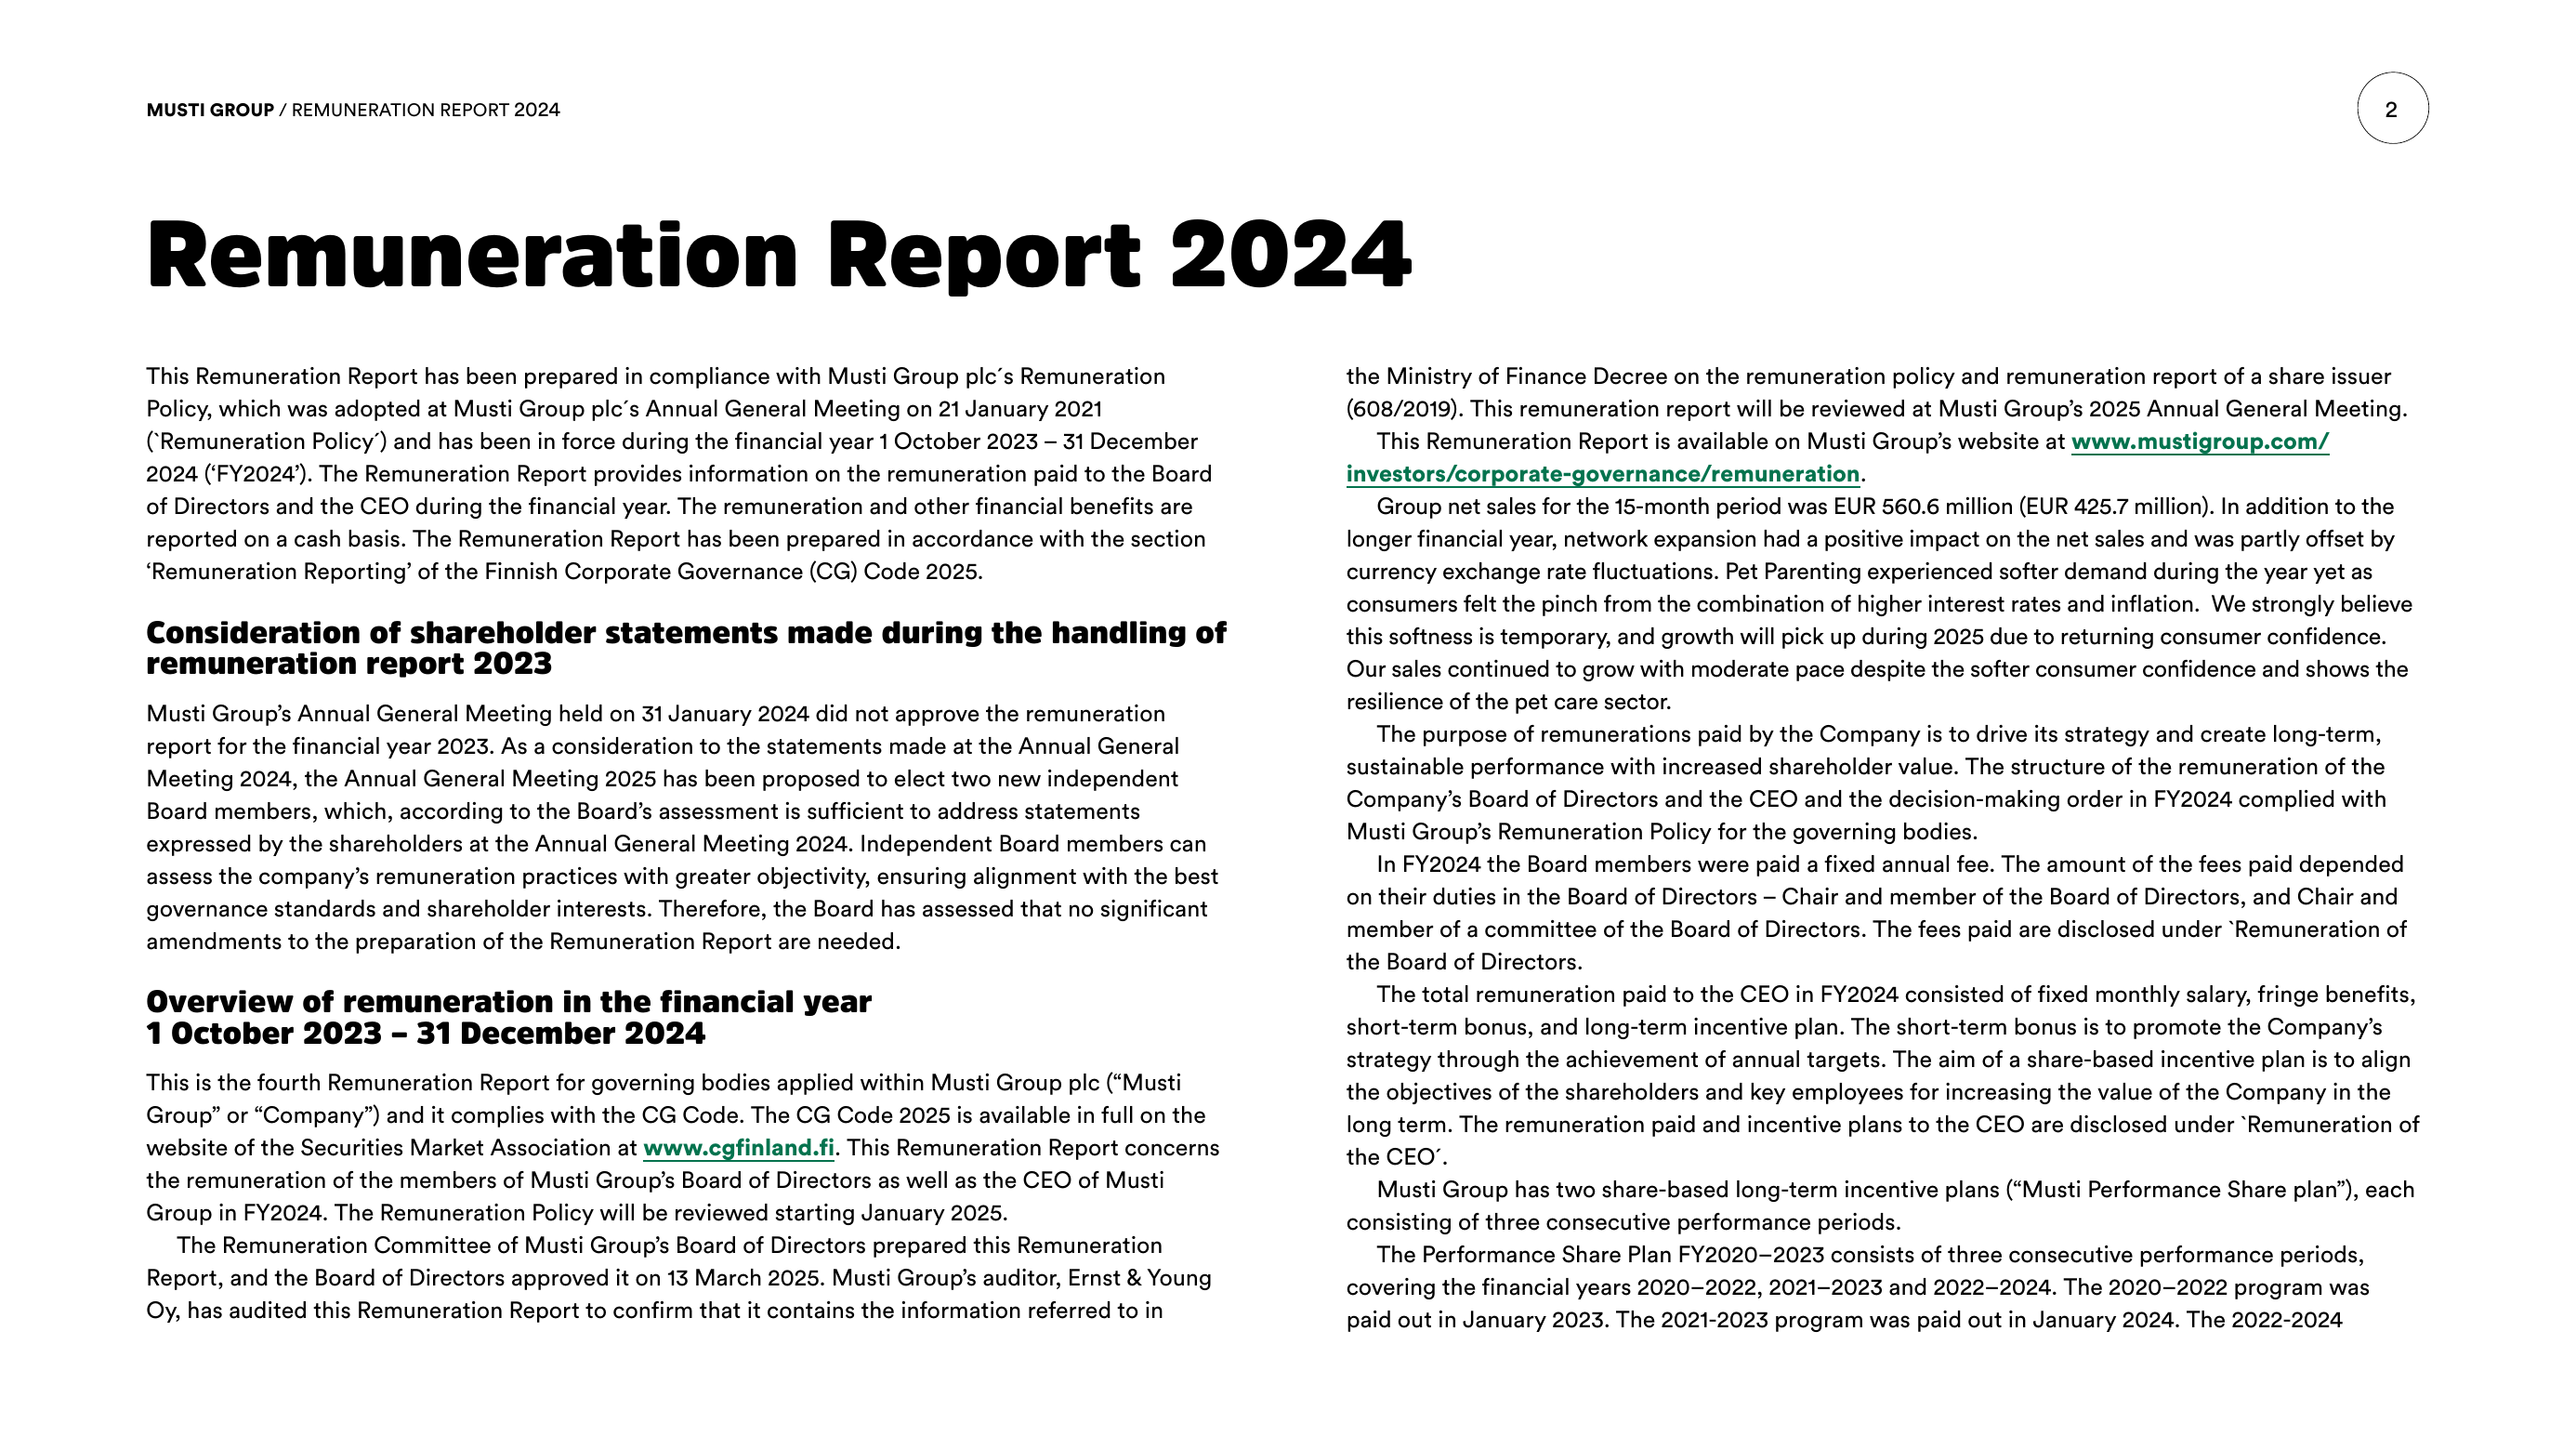 MUSTI GROUP / REMUNERATION REPORT 2024
2
Remuneration Report 2024
This Remuneration Report has been prepared in compliance with Musti Group plc´s Remuneration
Policy, which was adopted at Musti Group plc´s Annual General Meeting on 21 January 2021
(`Remuneration Policy´) and has been in force during the financial year 1 October 2023 – 31 December
2024 (‘FY2024’). The Remuneration Report provides information on the remuneration paid to the Board
of Directors and the CEO during the financial year. The remuneration and other financial benefits are
reported on a cash basis. The Remuneration Report has been prepared in accordance with the section
‘Remuneration Reporting’ of the Finnish Corporate Governance (CG) Code 2025.
Consideration of shareholder statements made during the handling of
remuneration report 2023
Musti Group’s Annual General Meeting held on 31 January 2024 did not approve the remuneration
report for the financial year 2023. As a consideration to the statements made at the Annual General
Meeting 2024, the Annual General Meeting 2025 has been proposed to elect two new independent
Board members, which, according to the Board’s assessment is sufficient to address statements
expressed by the shareholders at the Annual General Meeting 2024. Independent Board members can
assess the company’s remuneration practices with greater objectivity, ensuring alignment with the best
governance standards and shareholder interests. Therefore, the Board has assessed that no significant
amendments to the preparation of the Remuneration Report are needed.
Overview of remuneration in the financial year
1 October 2023 – 31 December 2024
This is the fourth Remuneration Report for governing bodies applied within Musti Group plc (“Musti
Group” or “Company”) and it complies with the CG Code. The CG Code 2025 is available in full on the
website of the Securities Market Association at www.cgfinland.fi. This Remuneration Report concerns
the remuneration of the members of Musti Group’s Board of Directors as well as the CEO of Musti
Group in FY2024. The Remuneration Policy will be reviewed starting January 2025.
The Remuneration Committee of Musti Group’s Board of Directors prepared this Remuneration
Report, and the Board of Directors approved it on 13 March 2025. Musti Group’s auditor, Ernst & Young
Oy, has audited this Remuneration Report to confirm that it contains the information referred to in
the Ministry of Finance Decree on the remuneration policy and remuneration report of a share issuer
(608/2019). This remuneration report will be reviewed at Musti Group’s 2025 Annual General Meeting.
This Remuneration Report is available on Musti Group’s website at www.mustigroup.com/
investors/corporate-governance/remuneration.
Group net sales for the 15-month period was EUR 560.6 million (EUR 425.7 million). In addition to the
longer financial year, network expansion had a positive impact on the net sales and was partly offset by
currency exchange rate fluctuations. Pet Parenting experienced softer demand during the year yet as
consumers felt the pinch from the combination of higher interest rates and inflation.  We strongly believe
this softness is temporary, and growth will pick up during 2025 due to returning consumer confidence.
Our sales continued to grow with moderate pace despite the softer consumer confidence and shows the
resilience of the pet care sector.
The purpose of remunerations paid by the Company is to drive its strategy and create long-term,
sustainable performance with increased shareholder value. The structure of the remuneration of the
Company’s Board of Directors and the CEO and the decision-making order in FY2024 complied with
Musti Group’s Remuneration Policy for the governing bodies.
In FY2024 the Board members were paid a fixed annual fee. The amount of the fees paid depended
on their duties in the Board of Directors – Chair and member of the Board of Directors, and Chair and
member of a committee of the Board of Directors. The fees paid are disclosed under `Remuneration of
the Board of Directors.
The total remuneration paid to the CEO in FY2024 consisted of fixed monthly salary, fringe benefits,
short-term bonus, and long-term incentive plan. The short-term bonus is to promote the Company’s
strategy through the achievement of annual targets. The aim of a share-based incentive plan is to align
the objectives of the shareholders and key employees for increasing the value of the Company in the
long term. The remuneration paid and incentive plans to the CEO are disclosed under `Remuneration of
the CEO´.
Musti Group has two share-based long-term incentive plans (“Musti Performance Share plan”), each
consisting of three consecutive performance periods.
The Performance Share Plan FY2020–2023 consists of three consecutive performance periods,
covering the financial years 2020–2022, 2021–2023 and 2022–2024. The 2020–2022 program was
paid out in January 2023. The 2021-2023 program was paid out in January 2024. The 2022-2024